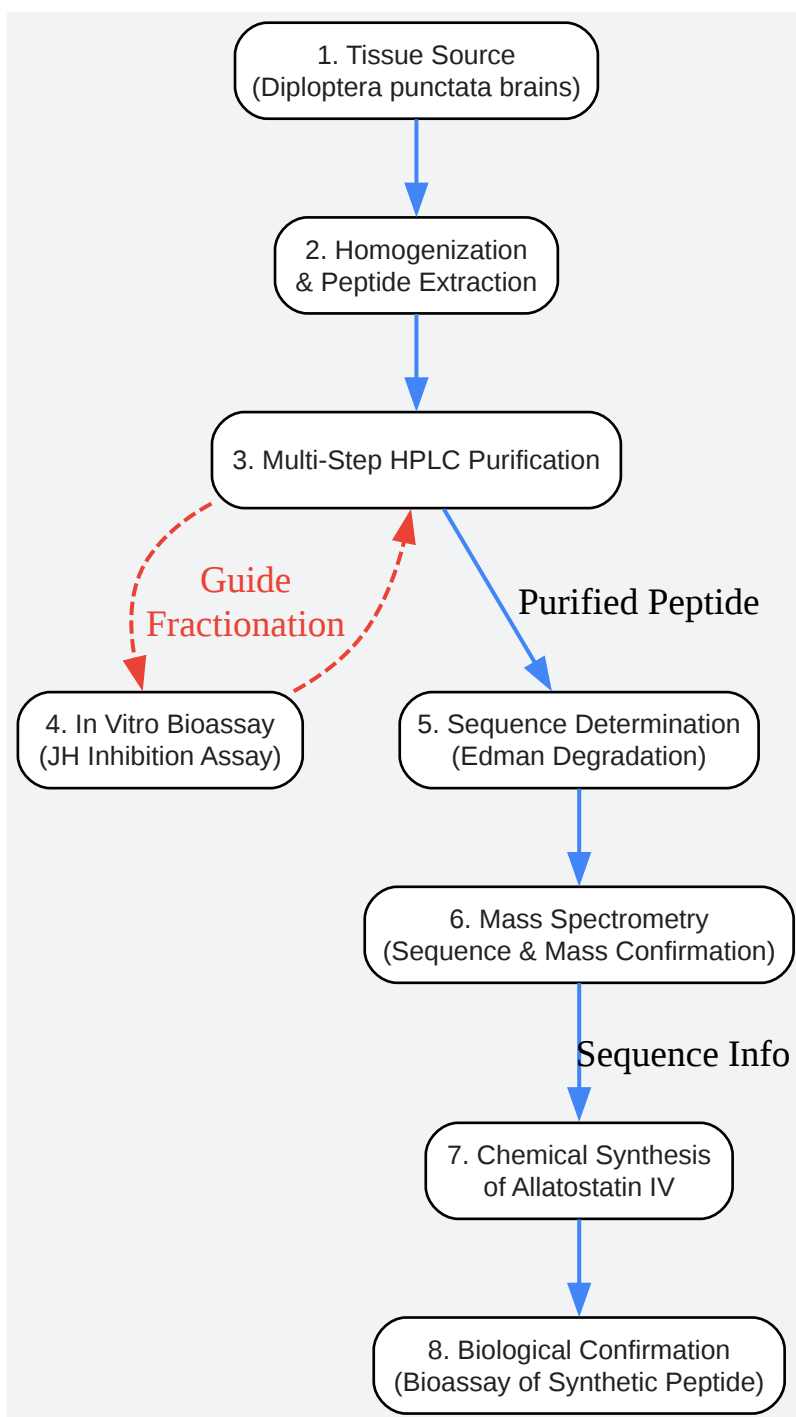 1. Tissue Source
(Diploptera punctata brains)
2. Homogenization
& Peptide Extraction
3. Multi-Step HPLC Purification
Guide
Fractionation
Purified Peptide
4. In Vitro Bioassay
(JH Inhibition Assay)
5. Sequence Determination
(Edman Degradation)
6. Mass Spectrometry
(Sequence & Mass Confirmation)
Sequence Info
7. Chemical Synthesis
of Allatostatin IV
8. Biological Confirmation
(Bioassay of Synthetic Peptide)